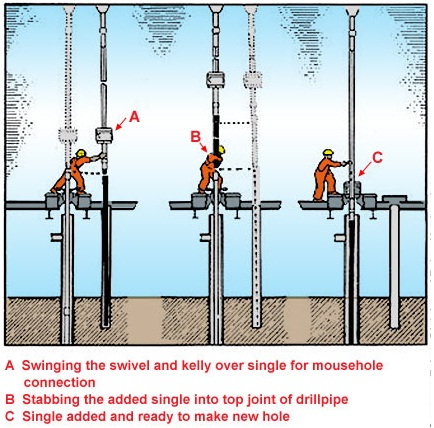 A
B
C
A Swinging the swivel and kelly over single for mousehole
connection
B Stabbing the added single into top joint of drillpipe
C Single added and ready to make new hole